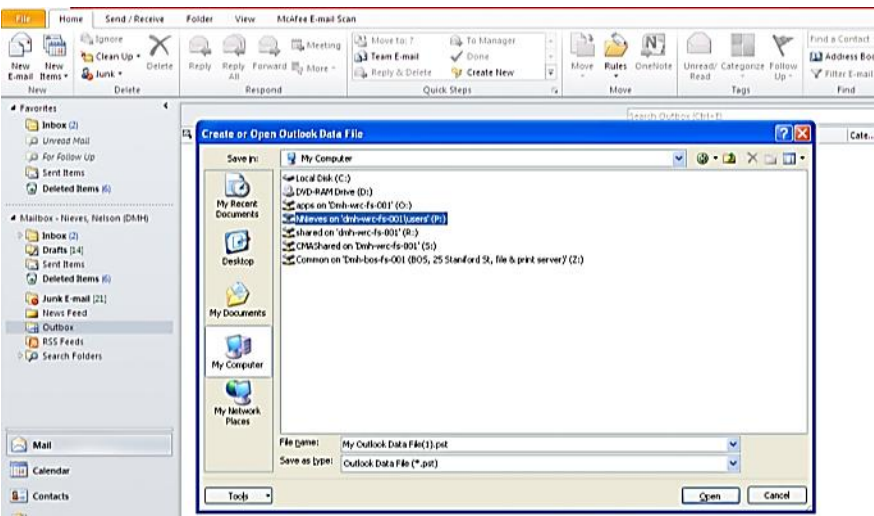 File Home Send / Receive Folder View McAfee E-mail Scan
New E-mail
New Items
Ignore
Clean Up
Junk
Delete
Delete
Reply
Reply All
Forward
Meeting
More
Respond
Move to: ?
Team E-mail
Reply & Delete
To Manager
Done
Create New
Quick Steps
Move
Rules
OneNote
Move
Unread/ Read
Categorize
Follow Up
Tags
Find a Contact
Address Boo
Filter E-mail
Find
Favorites
Inbox (2)
Unread Mail
For Follow Up
Sent Items
Deleted Items (6)
Mailbox - Nieves, Nelson (DMH)
Inbox (2)
Drafts [14]
Sent Items
Deleted Items (6)
Junk E-mail [21]
News Feed
Outbox
RSS Feeds
Search Folders
Mail
Calendar
Contacts
Search Outbox (Ctrl+E)
Cate...
Create or Open Outlook Data File
Save in: My Computer
My Recent Documents
Desktop
My Documents
My Computer
My Network Places
Local Disk (C:)
DVD-RAM Drive (D:)
apps on 'Dmh-wrc-fs-001' (O:)
NNieves on 'dmh-wrc-fs-001\users' (P:)
shared on 'dmh-wrc-fs-001' (R:)
CMAShared on 'Dmh-wrc-fs-001' (S:)
Common on 'Dmh-bos-fs-001 (BOS, 25 Staniford St, file & print server)' (Z:)
File name: My Outlook Data File(1).pst
Save as type: Outlook Data File (*.pst)
Tools
Open
Cancel